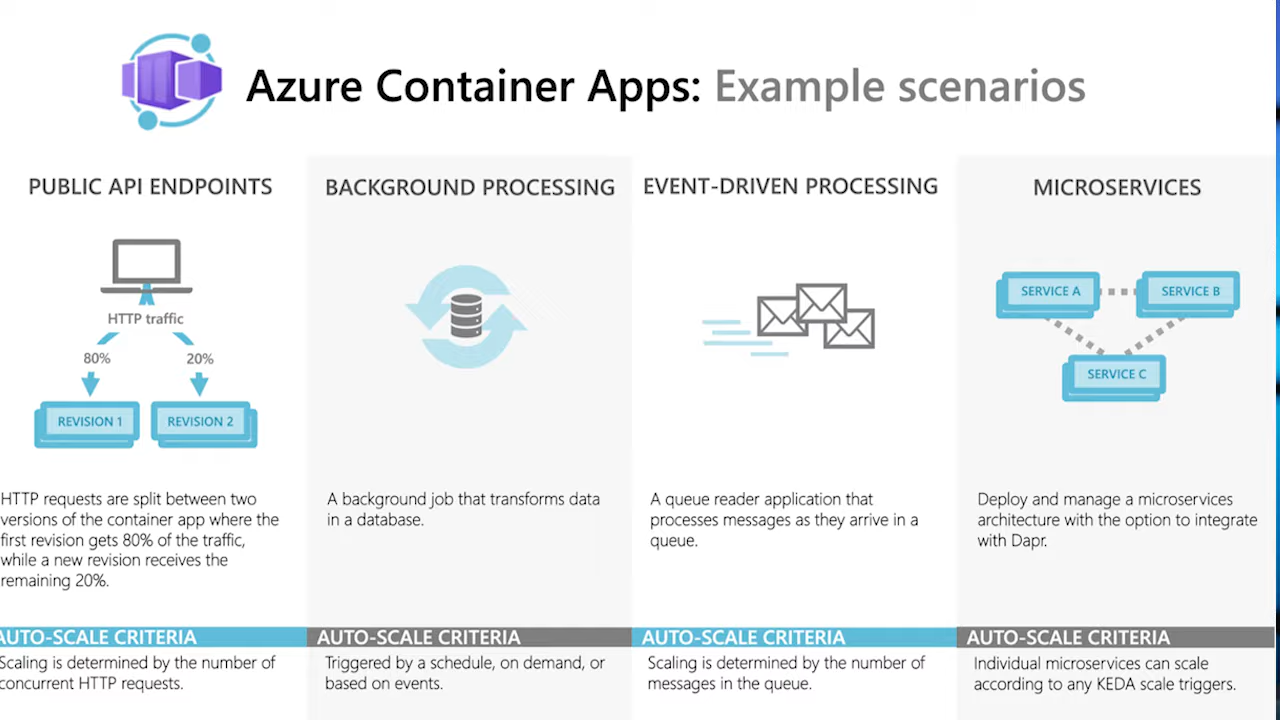 Azure Container Apps: Example scenarios
PUBLIC API ENDPOINTS
HTTP traffic
80%
20%
REVISION 1
REVISION 2
HTTP requests are split between two
versions of the container app where the
first revision gets 80% of the traffic,
while a new revision receives the
remaining 20%.
AUTO-SCALE CRITERIA
Scaling is determined by the number of
concurrent HTTP requests.
BACKGROUND PROCESSING
A background job that transforms data
in a database.
AUTO-SCALE CRITERIA
Triggered by a schedule, on demand, or
based on events.
EVENT-DRIVEN PROCESSING
A queue reader application that
processes messages as they arrive in a
queue.
AUTO-SCALE CRITERIA
Scaling is determined by the number of
messages in the queue.
MICROSERVICES
SERVICE A
SERVICE B
SERVICE C
Deploy and manage a microservices
architecture with the option to integrate
with Dapr.
AUTO-SCALE CRITERIA
Individual microservices can scale
according to any KEDA scale triggers.